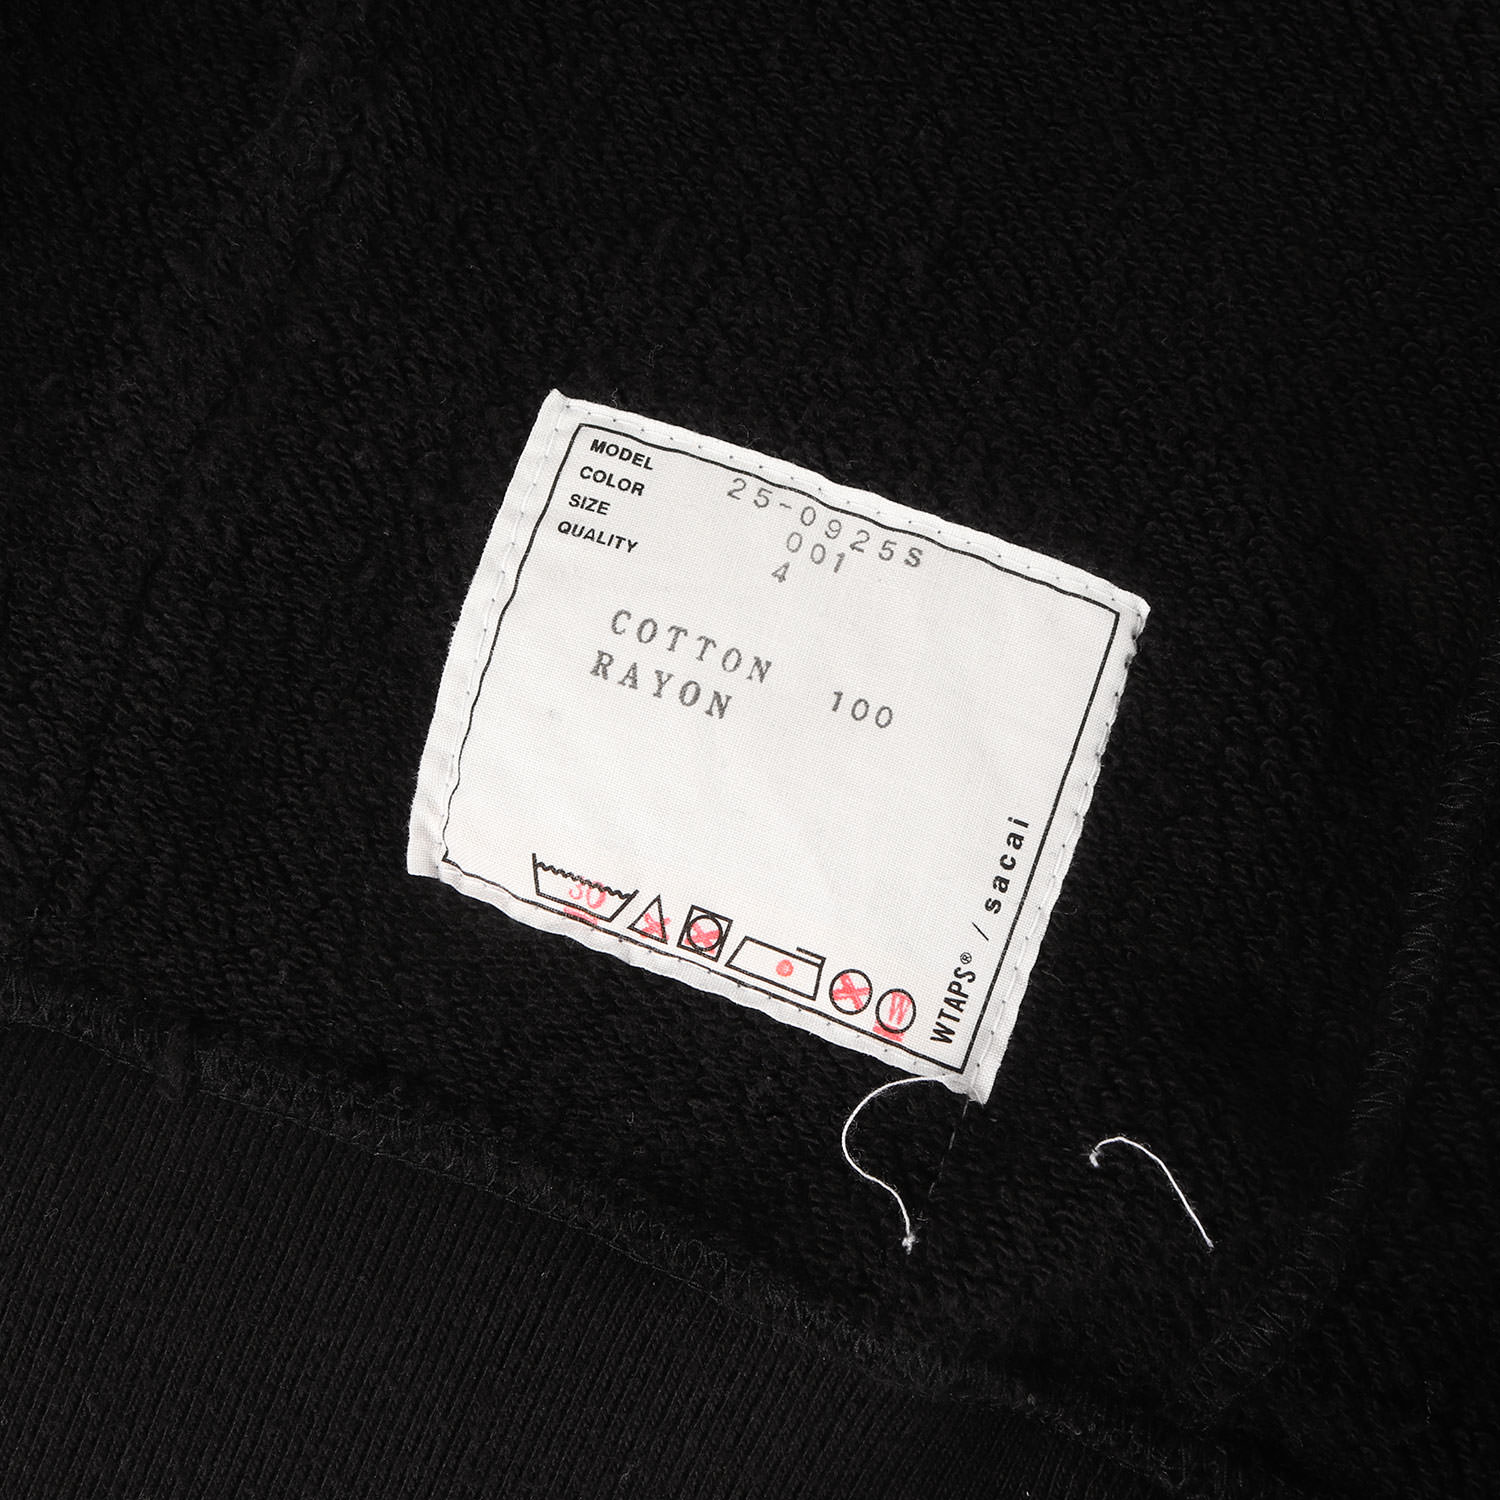 MODEL 25-0925S
COLOR 001
SIZE 4
QUALITY
COTTON 100
RAYON
30
W
WTAPS® / sacai